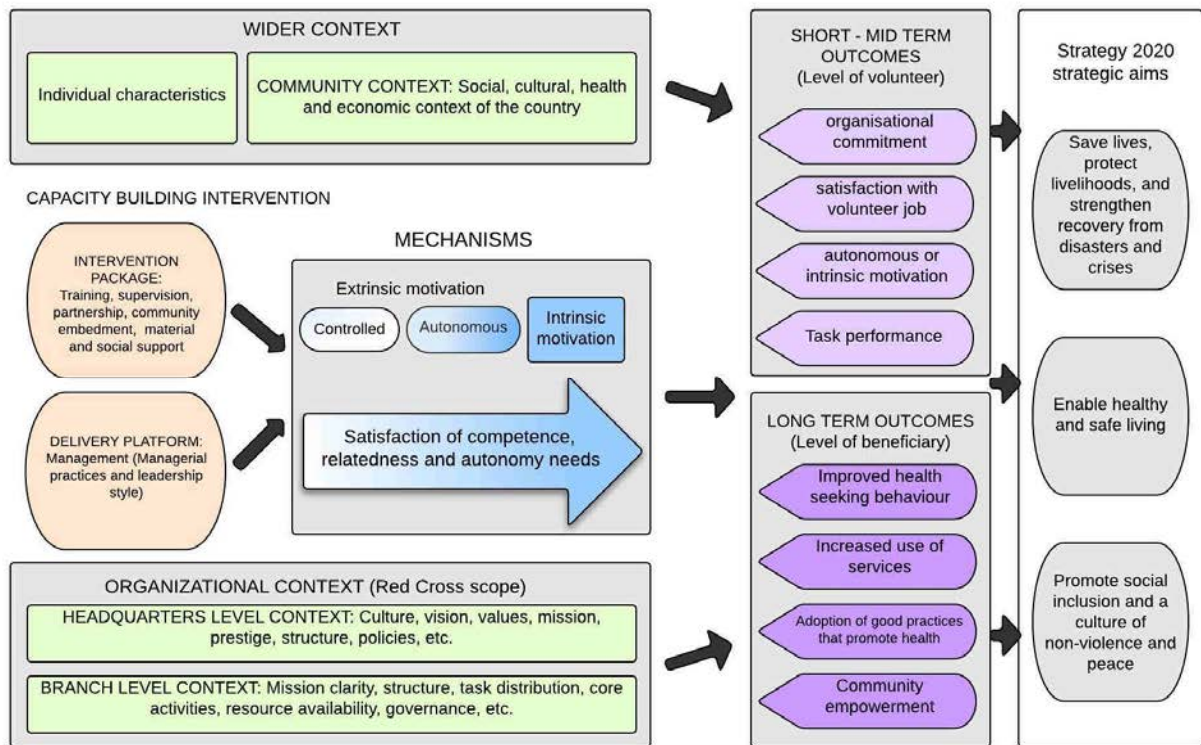 WIDER CONTEXT
Individual characteristics
COMMUNITY CONTEXT: Social, cultural, health
and economic context of the country
CAPACITY BUILDING INTERVENTION
INTERVENTION
PACKAGE:
Training, supervision,
partnership, community
embedment, material
and social support
DELIVERY PLATFORM:
Management (Managerial
practices and leadership
style)
MECHANISMS
Extrinsic motivation
Controlled
Autonomous
Intrinsic
motivation
Satisfaction of competence,
relatedness and autonomy needs
ORGANIZATIONAL CONTEXT (Red Cross scope)
HEADQUARTERS LEVEL CONTEXT: Culture, vision, values, mission,
prestige, structure, policies, etc.
BRANCH LEVEL CONTEXT: Mission clarity, structure, task distribution, core
activities, resource availability, governance, etc.
SHORT - MID TERM
OUTCOMES
(Level of volunteer)
organisational
commitment
satisfaction with
volunteer job
autonomous or
intrinsic motivation
Task performance
LONG TERM OUTCOMES
(Level of beneficiary)
Improved health
seeking behaviour
Increased use of
services
Adoption of good practices
that promote health
Community
empowerment
Strategy 2020
strategic aims
Save lives,
protect
livelihoods, and
strengthen
recovery from
disasters and
crises
Enable healthy
and safe living
Promote social
inclusion and a
culture of
non-violence and
peace